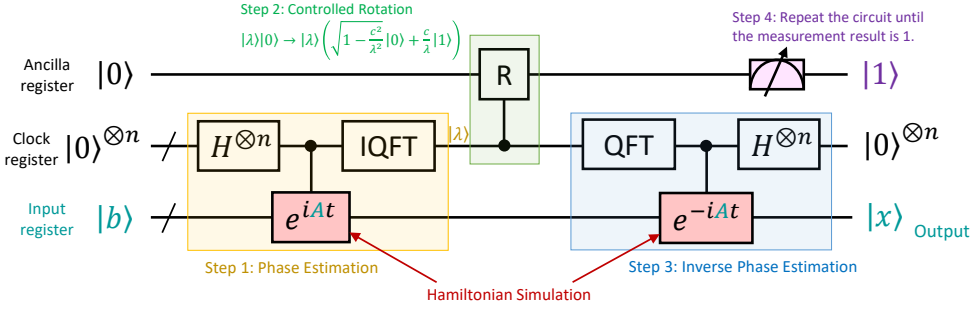 Step 2: Controlled Rotation
|λ⟩|0⟩ → |λ⟩(√(1 − c²/λ²)|0⟩ + c/λ|1⟩)
Step 4: Repeat the circuit until
the measurement result is 1.
Ancilla
register
|0⟩
R
|1⟩
Clock
register
|0⟩⊗n
H⊗n
IQFT
|λ⟩
QFT
H⊗n
|0⟩⊗n
Input
register
|b⟩
e^{iAt}
e^{−iAt}
|x⟩
Output
Step 1: Phase Estimation
Step 3: Inverse Phase Estimation
Hamiltonian Simulation